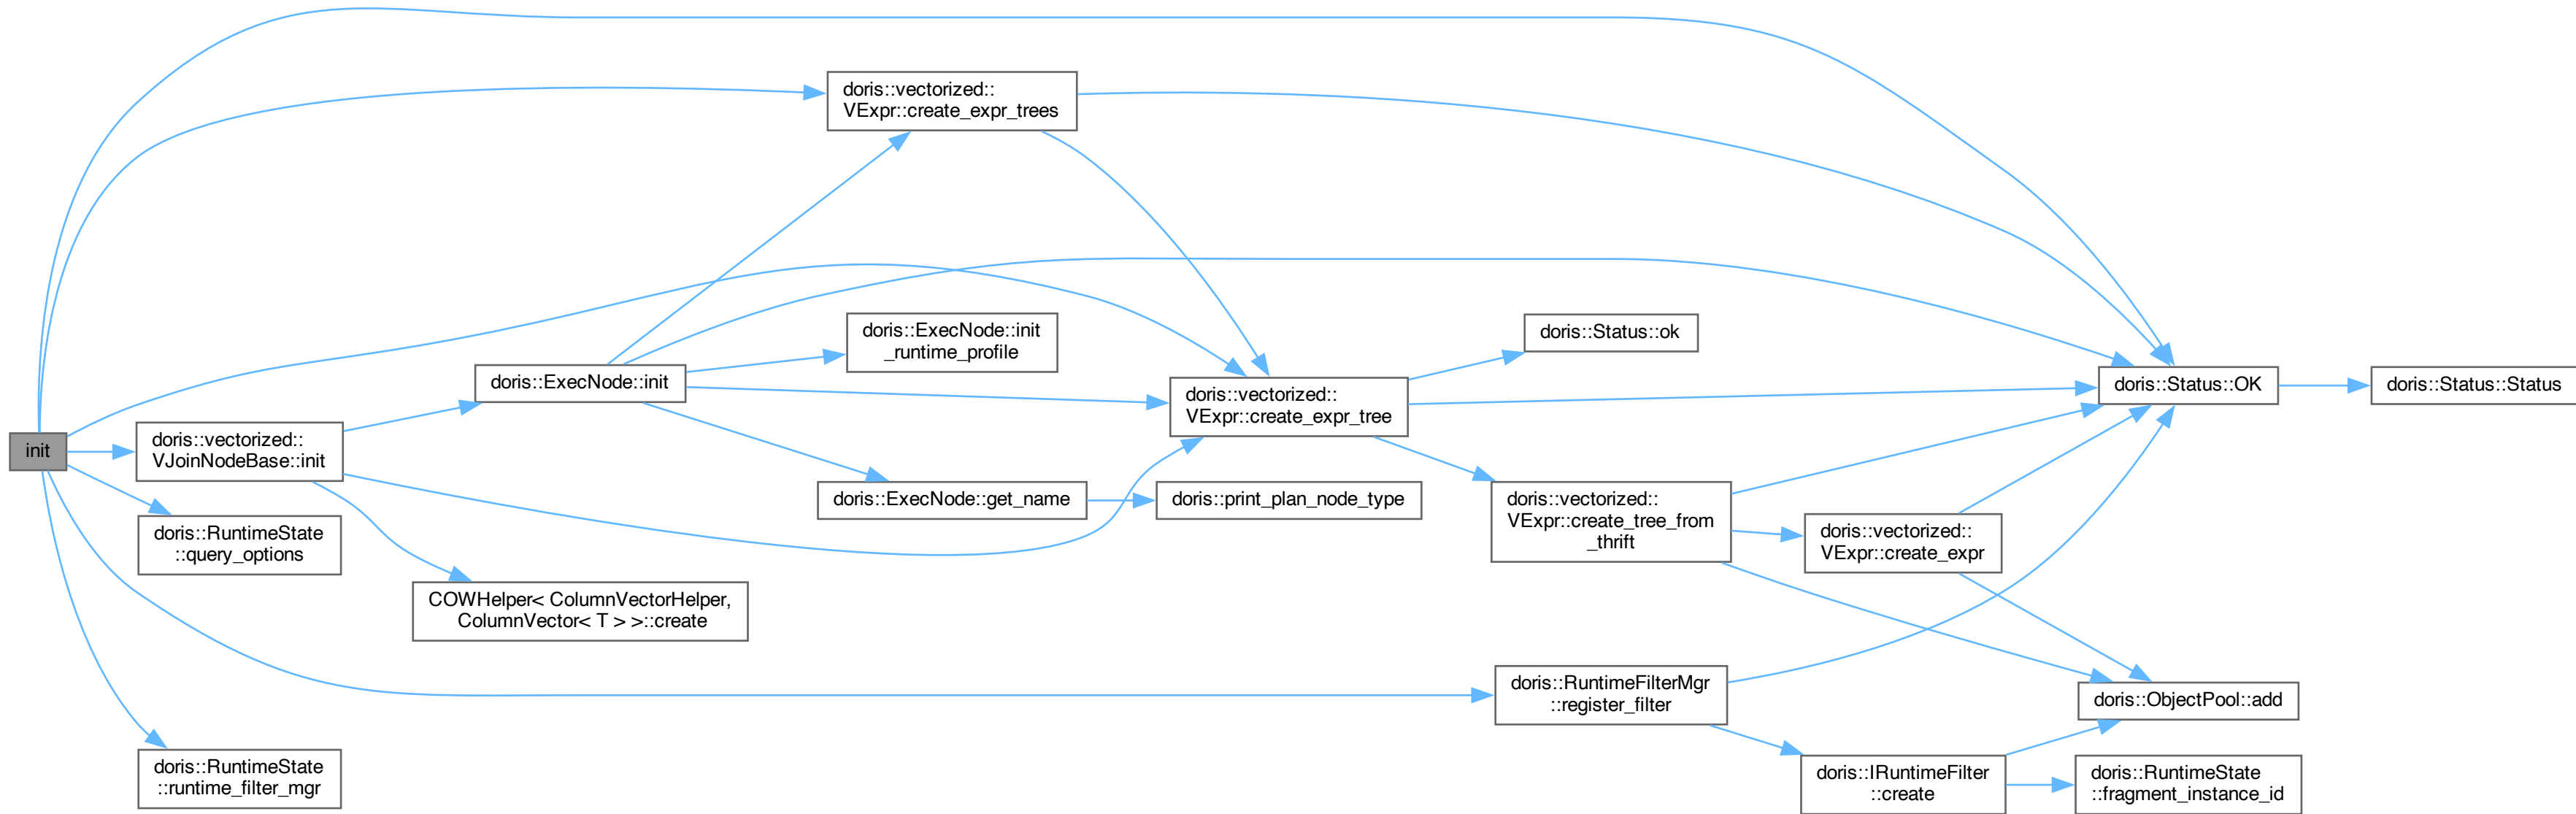 init
doris::vectorized::
VJoinNodeBase::init
doris::RuntimeState
::query_options
doris::RuntimeState
::runtime_filter_mgr
doris::ExecNode::init
COWHelper< ColumnVectorHelper,
ColumnVector< T > >::create
doris::vectorized::
VExpr::create_expr_trees
doris::ExecNode::init
_runtime_profile
doris::ExecNode::get_name
doris::print_plan_node_type
doris::vectorized::
VExpr::create_expr_tree
doris::Status::ok
doris::vectorized::
VExpr::create_tree_from
_thrift
doris::RuntimeFilterMgr
::register_filter
doris::vectorized::
VExpr::create_expr
doris::IRuntimeFilter
::create
doris::Status::OK
doris::Status::Status
doris::ObjectPool::add
doris::RuntimeState
::fragment_instance_id